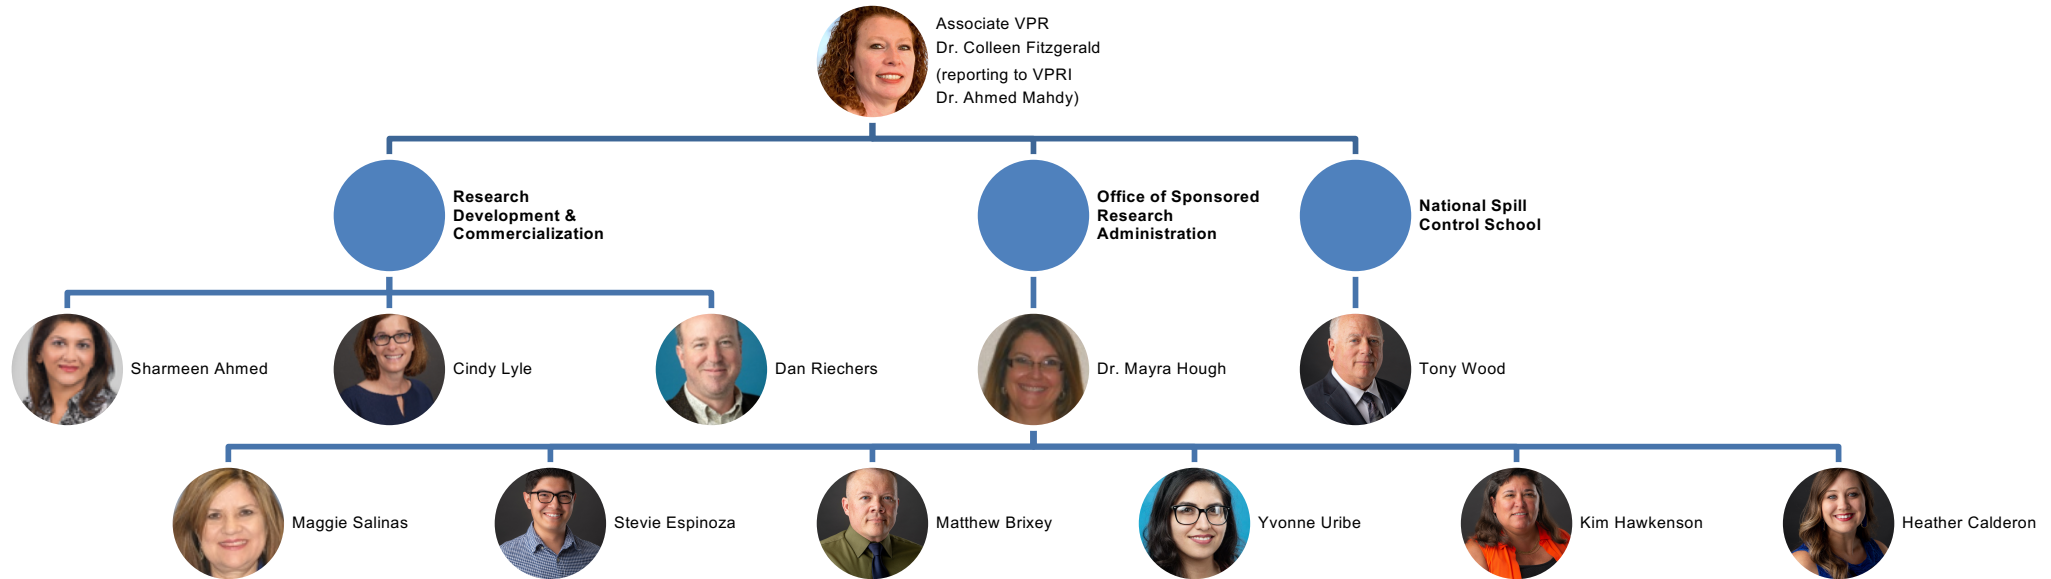 Associate VPR
Dr. Colleen Fitzgerald
(reporting to VPRI
Dr. Ahmed Mahdy)
Research
Development &
Commercialization
Office of Sponsored
Research
Administration
National Spill
Control School
Sharmeen Ahmed
Cindy Lyle
Dan Riechers
Dr. Mayra Hough
Tony Wood
Maggie Salinas
Stevie Espinoza
Matthew Brixey
Yvonne Uribe
Kim Hawkenson
Heather Calderon